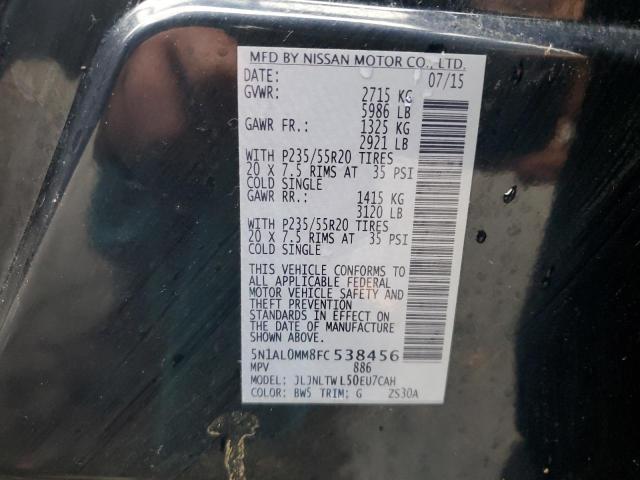 MFD BY NISSAN MOTOR CO., LTD.
DATE: 07/15
GVWR: 2715 KG
5986 LB
GAWR FR.: 1325 KG
2921 LB
WITH P235/55R20 TIRES
20 X 7.5 RIMS AT 35 PSI
COLD SINGLE
GAWR RR.: 1415 KG
3120 LB
WITH P235/55R20 TIRES
20 X 7.5 RIMS AT 35 PSI
COLD SINGLE
THIS VEHICLE CONFORMS TO
ALL APPLICABLE FEDERAL
MOTOR VEHICLE SAFETY AND
THEFT PREVENTION
STANDARDS IN EFFECT ON
THE DATE OF MANUFACTURE
SHOWN ABOVE.
5N1AL0MM8FC538456
MPV 886
MODEL: JLJNLTWL50EU7CAH
COLOR: BW5 TRIM: G ZS30A